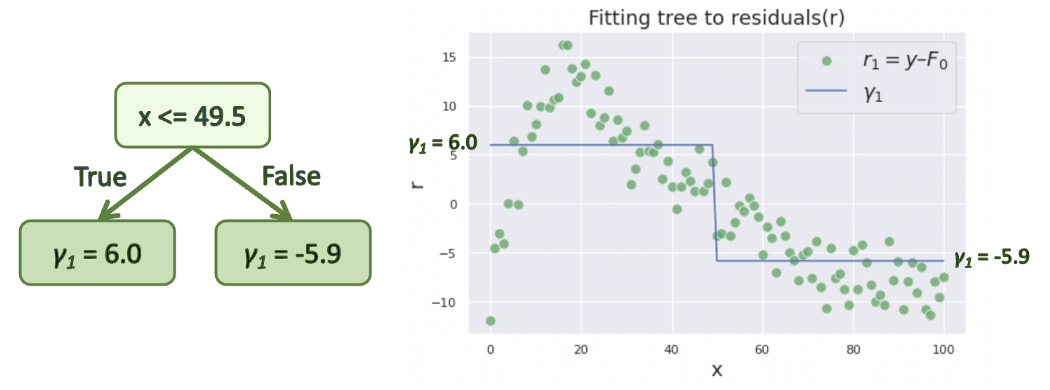 x <= 49.5
True
False
γ1 = 6.0
γ1 = -5.9
Fitting tree to residuals(r)
r1 = y–F0
γ1
γ1 = 6.0
γ1 = -5.9
15
10
5
0
−5
−10
r
0
20
40
60
80
100
x